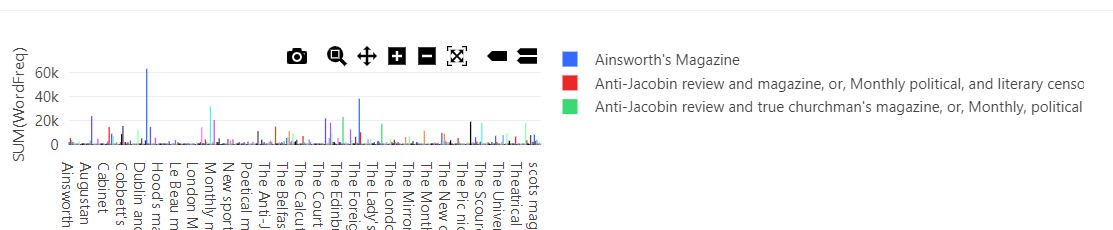 Ainsworth's Magazine
Anti-Jacobin review and magazine, or, Monthly political, and literary censo
Anti-Jacobin review and true churchman's magazine, or, Monthly, political
SUM(WordFreq)
60k
40k
20k
0
Ainsworth
Augustan
Cabinet
Cobbett's
Dublin and
Hood's ma
Le Beau m
London M
Monthly m
New sport
Poetical m
The Anti-J
The Belfas
The Calcut
The Court
The Edinb
The Foreig
The Lady's
The Londo
The Mirro
The Month
The New c
The Pic nic
The Scour
The Univer
Theatrical
scots mag